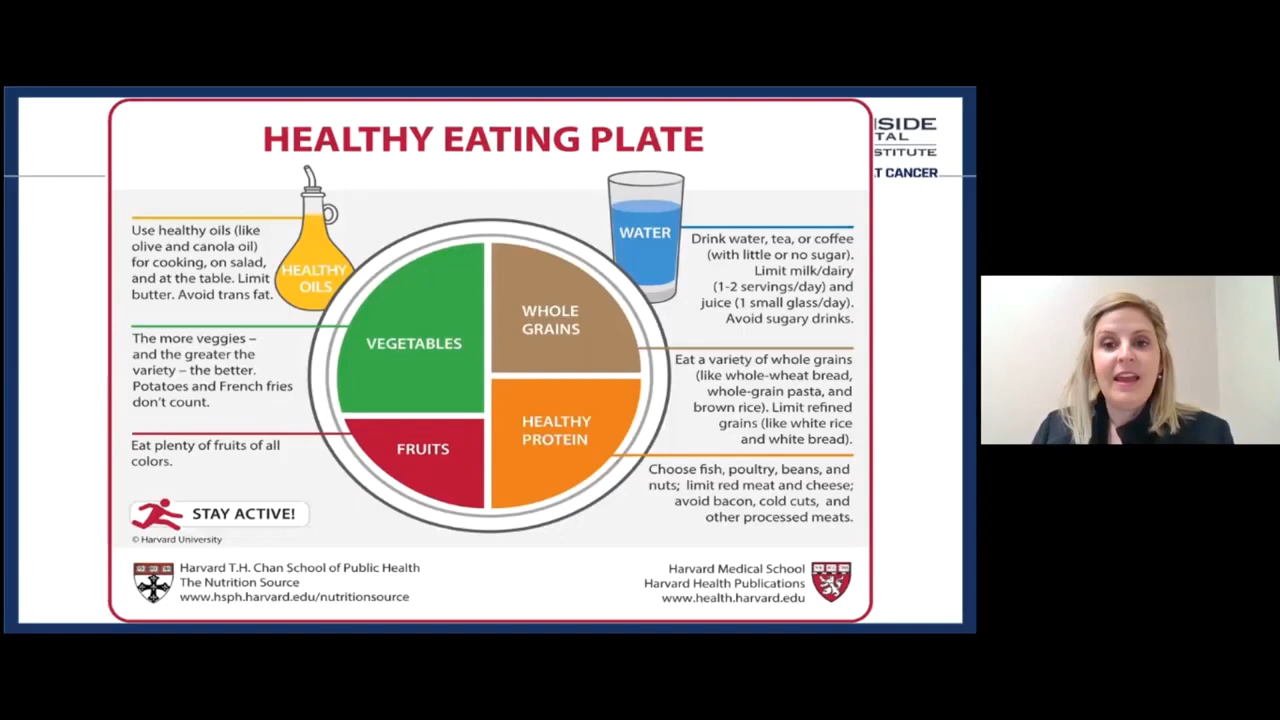 HEALTHY EATING PLATE
SIDE
TAL
STITUTE
T CANCER
Use healthy oils (like
olive and canola oil)
for cooking, on salad,
and at the table. Limit
butter. Avoid trans fat.
HEALTHY
OILS
The more veggies –
and the greater the
variety – the better.
Potatoes and French fries
don't count.
Eat plenty of fruits of all
colors.
STAY ACTIVE!
© Harvard University
VEGETABLES
FRUITS
WHOLE
GRAINS
HEALTHY
PROTEIN
WATER
Drink water, tea, or coffee
(with little or no sugar).
Limit milk/dairy
(1-2 servings/day) and
juice (1 small glass/day).
Avoid sugary drinks.
Eat a variety of whole grains
(like whole-wheat bread,
whole-grain pasta, and
brown rice). Limit refined
grains (like white rice
and white bread).
Choose fish, poultry, beans, and
nuts; limit red meat and cheese;
avoid bacon, cold cuts, and
other processed meats.
Harvard T.H. Chan School of Public Health
The Nutrition Source
www.hsph.harvard.edu/nutritionsource
Harvard Medical School
Harvard Health Publications
www.health.harvard.edu